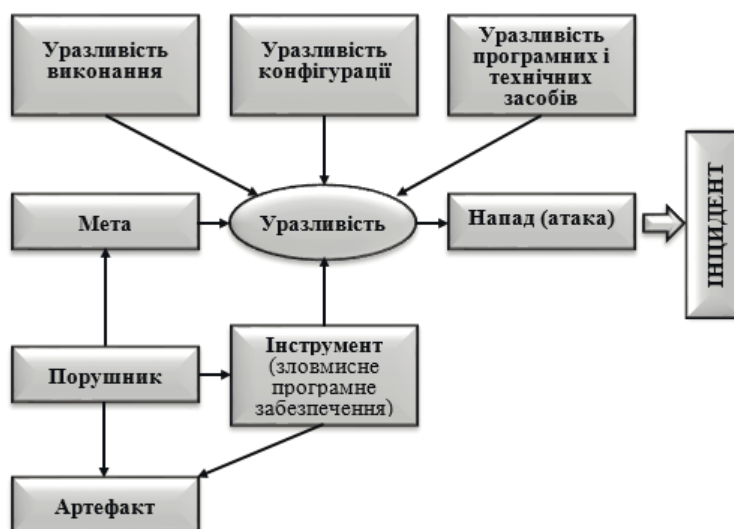 Уразливість
виконання
Уразливість
конфігурації
Уразливість
програмних і
технічних
засобів
Мета
Уразливість
Напад (атака)
ІНЦИДЕНТ
Порушник
Інструмент
(зловмисне
програмне
забезпечення)
Артефакт